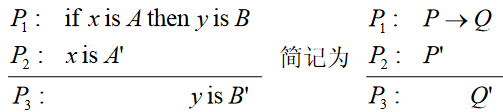 P₁: if x is A then y is B
P₂: x is A'
P₃: y is B'
简记为
P₁: P → Q
P₂: P'
P₃: Q'